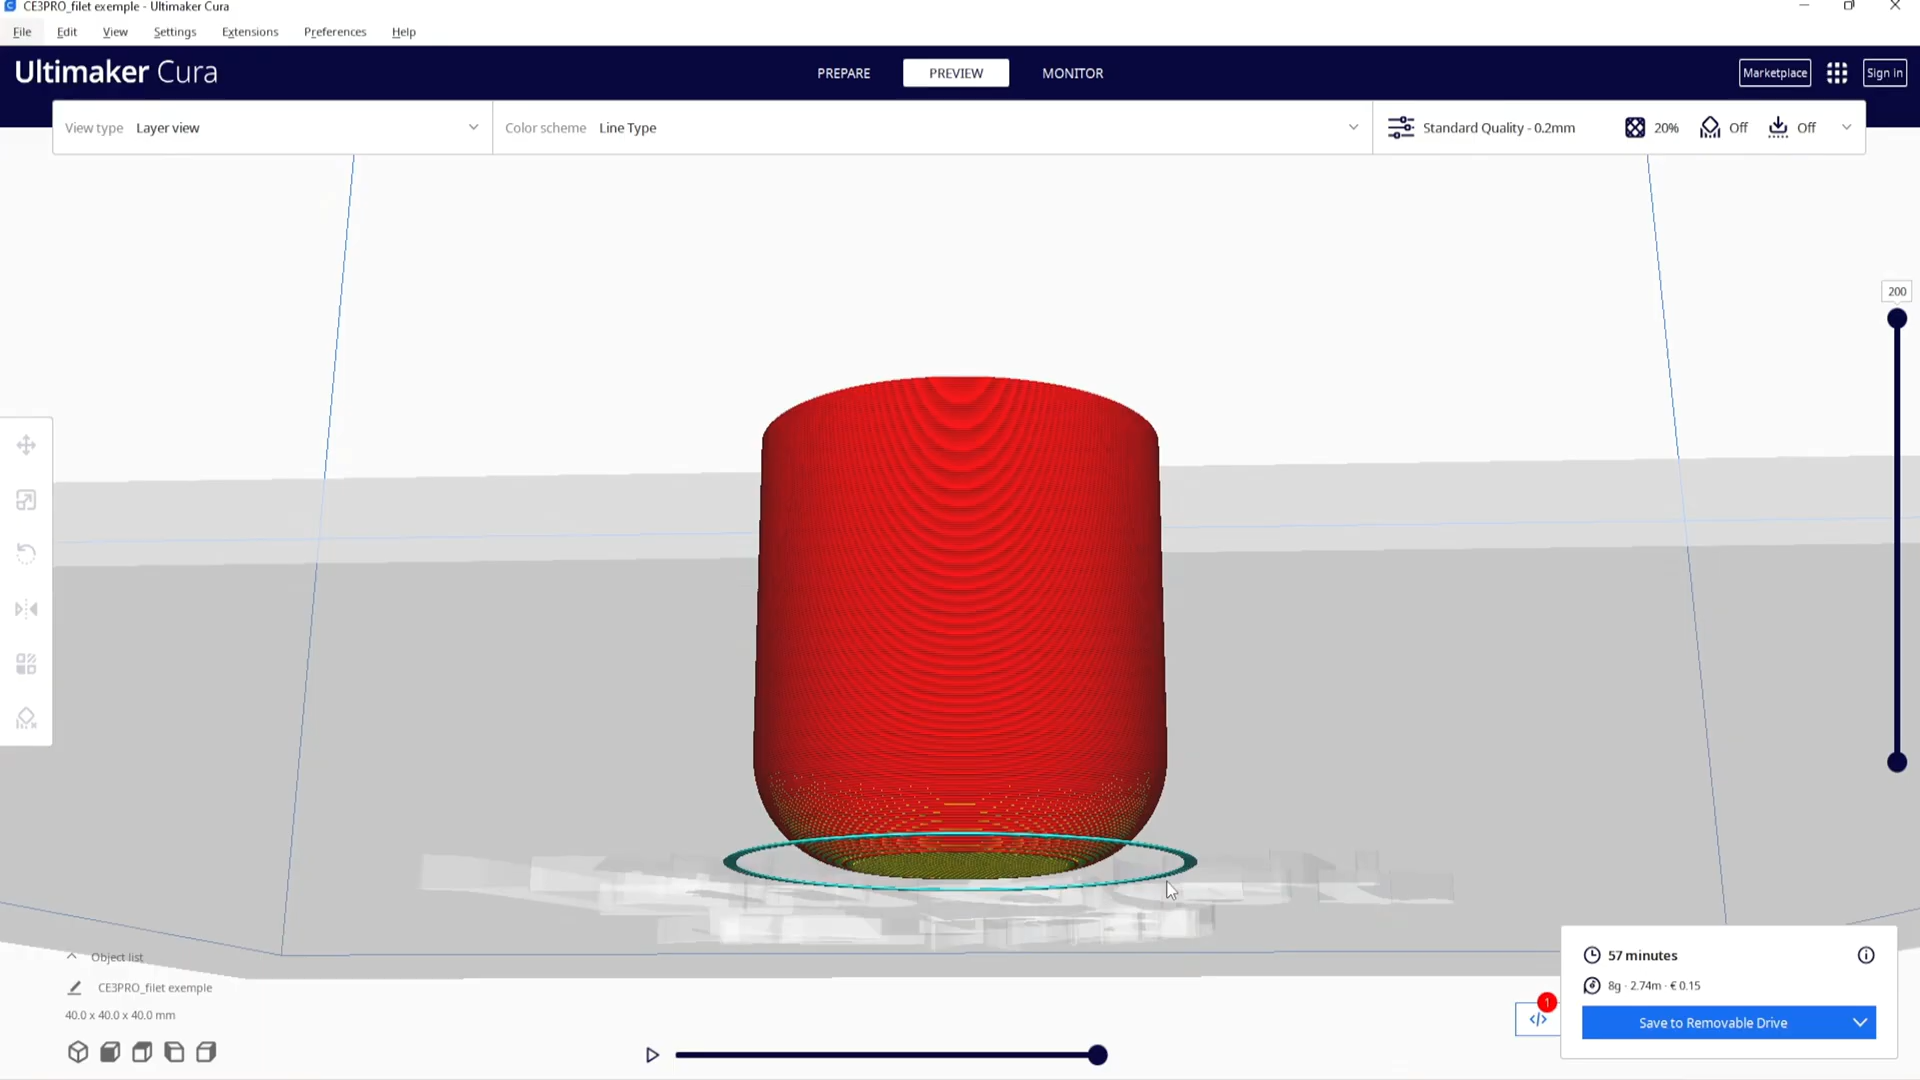 CE3PRO_filet exemple - Ultimaker Cura
File Edit View Settings Extensions Preferences Help
Ultimaker Cura
PREPARE PREVIEW MONITOR
Marketplace Sign in
View type Layer view
Color scheme Line Type
Standard Quality - 0.2mm 20% Off Off
200
Object list
CE3PRO_filet exemple
40.0 x 40.0 x 40.0 mm
1
57 minutes
8g · 2.74m · € 0.15
Save to Removable Drive